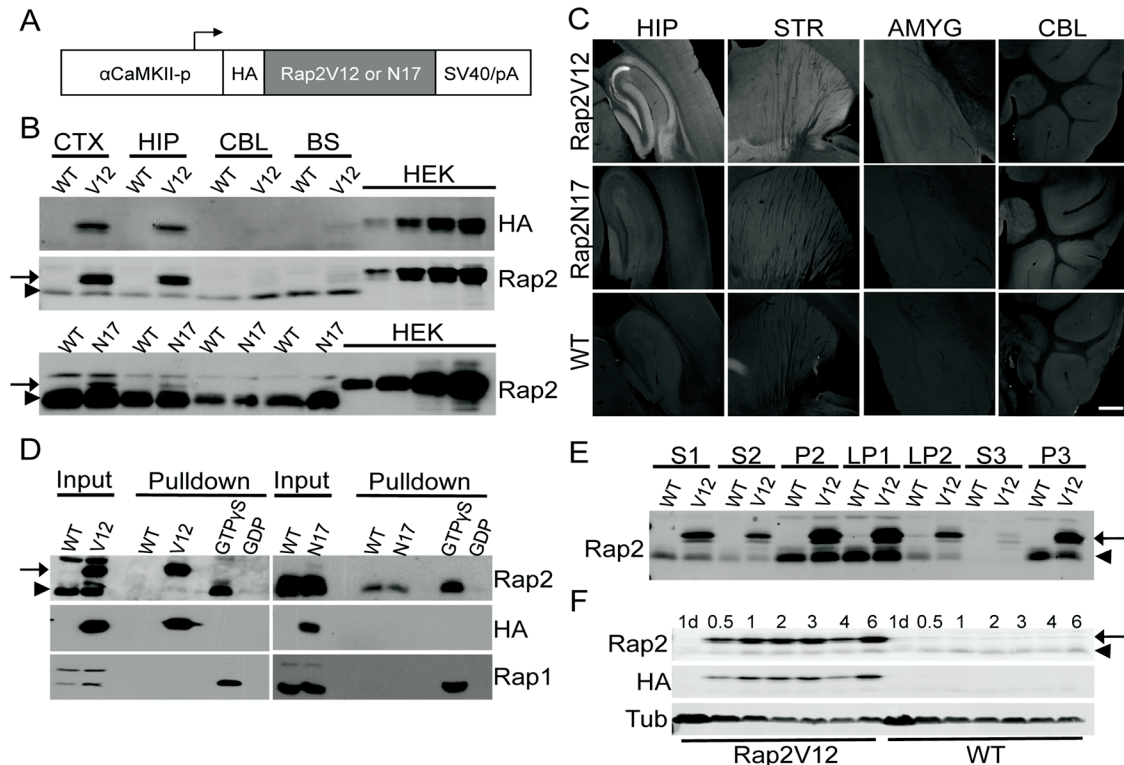 A
αCaMKII-p HA Rap2V12 or N17 SV40/pA
B
CTX HIP CBL BS
WT V12 WT V12 WT V12 WT V12 HEK
HA
Rap2
WT N17 WT N17 WT N17 WT N17 HEK
Rap2
C
HIP STR AMYG CBL
Rap2V12
Rap2N17
WT
D
Input Pulldown Input Pulldown
WT V12 WT V12 GTPγS GDP WT N17 WT N17 GTPγS GDP
Rap2
HA
Rap1
E
S1 S2 P2 LP1 LP2 S3 P3
WT V12 WT V12 WT V12 WT V12 WT V12 WT V12 WT V12
Rap2
F
1d 0.5 1 2 3 4 6 1d 0.5 1 2 3 4 6
Rap2
HA
Tub
Rap2V12 WT